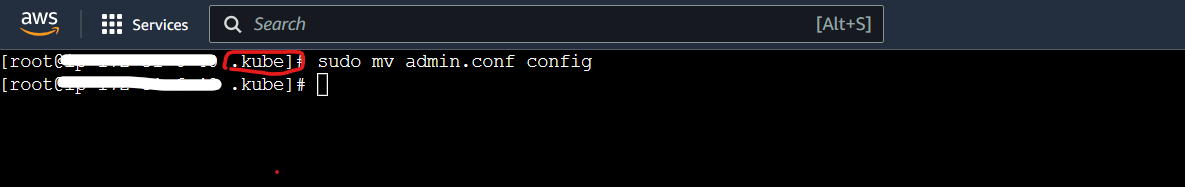 aws
Services
Search
[Alt+S]
[root@ .kube]# sudo mv admin.conf config
[root@ .kube]#